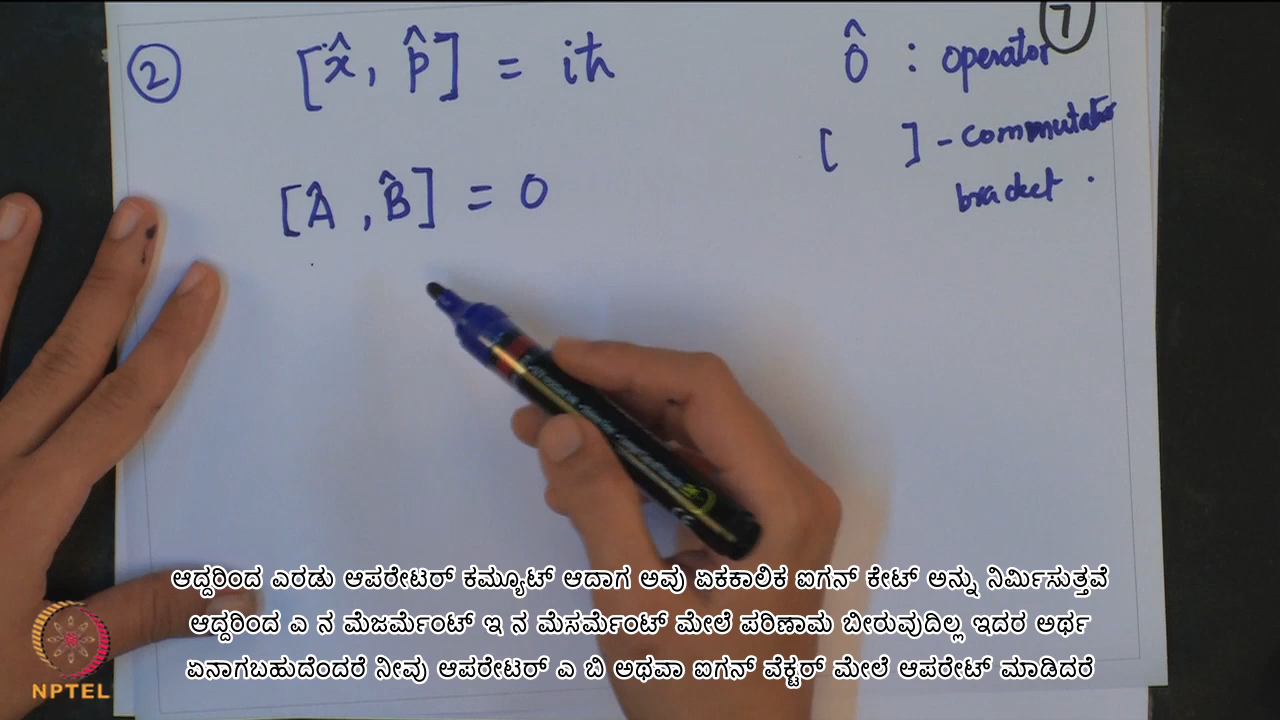 ② [x̂, p̂] = iħ
ô : operator
7
[ ] - commutator
bracket .
[Â , B̂] = 0
ಆದ್ದರಿಂದ ಎರಡು ಆಪರೇಟರ್ ಕಮ್ಯೂಟ್ ಆದಾಗ ಅವು ಏಕಕಾಲಿಕ ಐಗನ್ ಕೇಟ್ ಅನ್ನು ನಿರ್ಮಿಸುತ್ತವೆ
ಆದ್ದರಿಂದ ಎ ನ ಮೆಜರ್ಮೆಂಟ್ ಇ ನ ಮೆಸರ್ಮೆಂಟ್ ಮೇಲೆ ಪರಿಣಾಮ ಬೀರುವುದಿಲ್ಲ ಇದರ ಅರ್ಥ
ಏನಾಗಬಹುದೆಂದರೆ ನೀವು ಆಪರೇಟರ್ ಎ ಬಿ ಅಥವಾ ಐಗನ್ ವೆಕ್ಟರ್ ಮೇಲೆ ಆಪರೇಟ್ ಮಾಡಿದರೆ
NPTEL